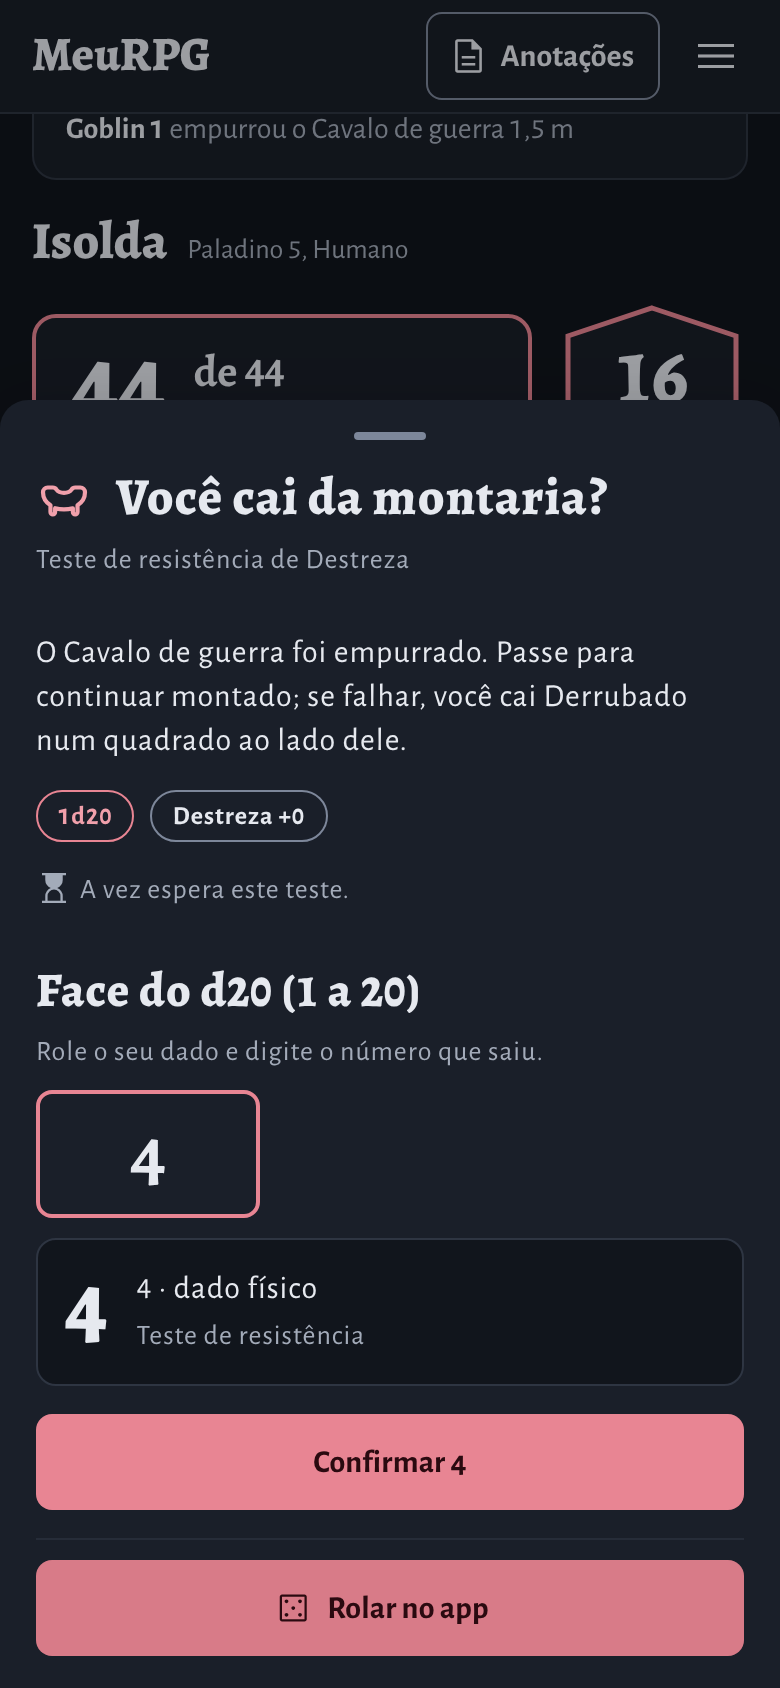 MeuRPG
Anotações
Goblin 1 empurrou o Cavalo de guerra 1,5 m
Isolda Paladino 5, Humano
44 de 44
16
Você cai da montaria?
Teste de resistência de Destreza
O Cavalo de guerra foi empurrado. Passe para
continuar montado; se falhar, você cai Derrubado
num quadrado ao lado dele.
1d20
Destreza +0
A vez espera este teste.
Face do d20 (1 a 20)
Role o seu dado e digite o número que saiu.
4
4
4 · dado físico
Teste de resistência
Confirmar 4
Rolar no app